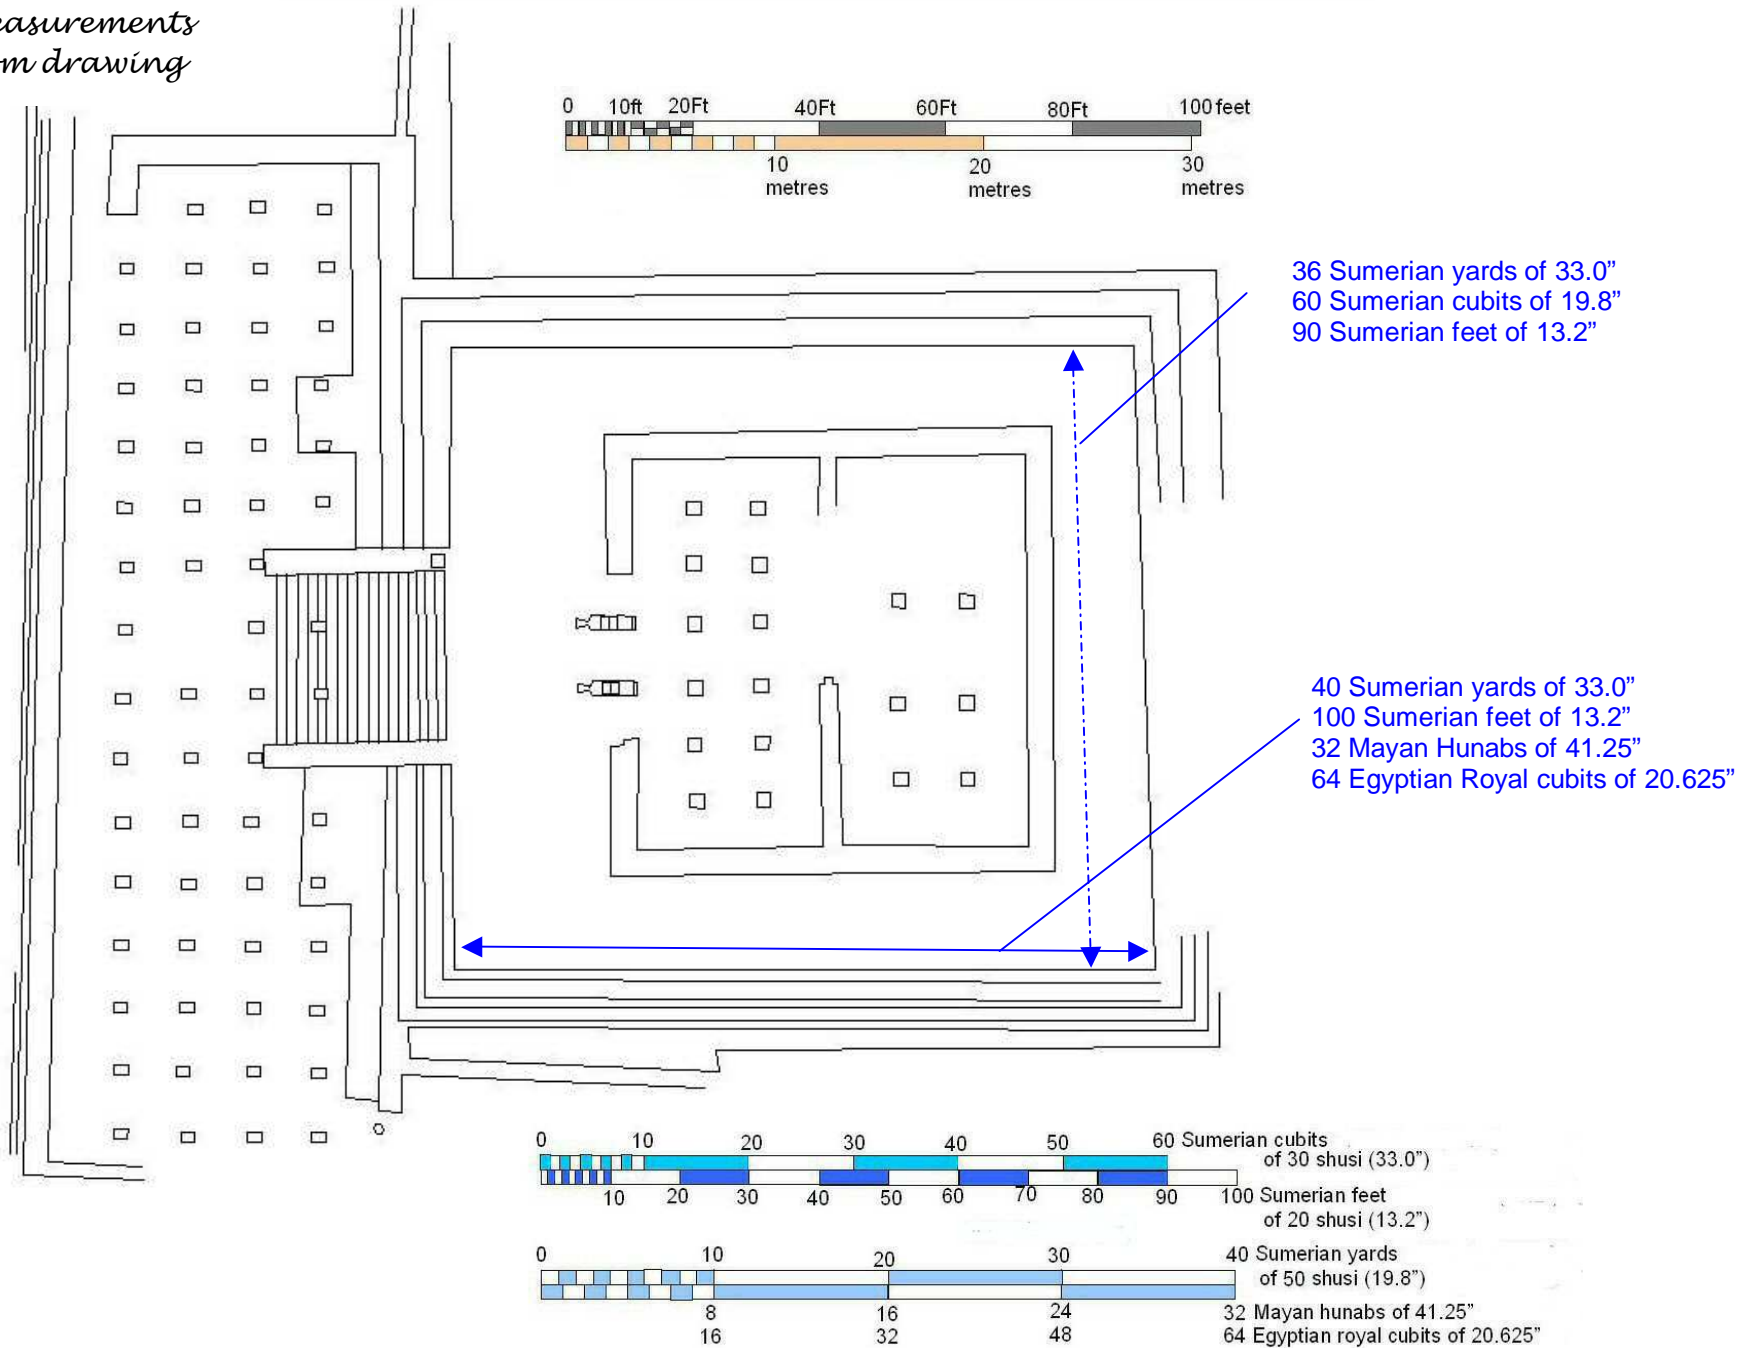 easurements
m drawing
0 10ft 20Ft 40Ft 60Ft 80Ft 100 feet
10 20 30
metres metres metres
36 Sumerian yards of 33.0”
60 Sumerian cubits of 19.8”
90 Sumerian feet of 13.2”
40 Sumerian yards of 33.0”
100 Sumerian feet of 13.2”
32 Mayan Hunabs of 41.25”
64 Egyptian Royal cubits of 20.625”
0 10 20 30 40 50 60 Sumerian cubits
of 30 shusi (33.0”)
10 20 30 40 50 60 70 80 90 100 Sumerian feet
of 20 shusi (13.2”)
0 10 20 30 40 Sumerian yards
of 50 shusi (19.8”)
8 16 24 32 Mayan hunabs of 41.25”
16 32 48 64 Egyptian royal cubits of 20.625”